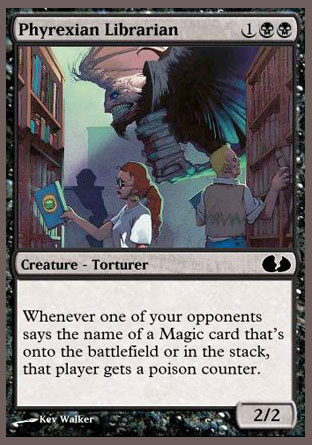 Phyrexian Librarian 1
Creature - Torturer
Whenever one of your opponents
says the name of a Magic card that's
onto the battlefield or in the stack,
that player gets a poison counter.
Kev Walker
2/2